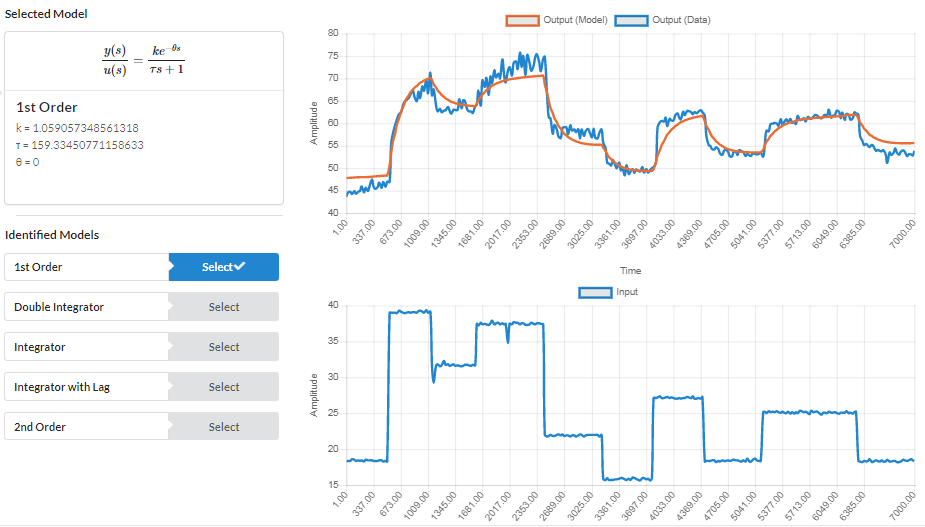 Selected Model
y(s)/u(s) = ke^−θs/τs + 1
1st Order
k = 1.059057348561318
τ = 159.33450771158633
θ = 0
Identified Models
1st Order Select✔
Double Integrator Select
Integrator Select
Integrator with Lag Select
2nd Order Select
Output (Model) Output (Data)
Amplitude
80
75
70
65
60
55
50
45
40
1.00 337.00 673.00 1009.00 1345.00 1681.00 2017.00 2353.00 2689.00 3025.00 3361.00 3697.00 4033.00 4369.00 4705.00 5041.00 5377.00 5713.00 6049.00 6385.00 7000.00
Time
Input
Amplitude
40
35
30
25
20
15
1.00 337.00 673.00 1009.00 1345.00 1681.00 2017.00 2353.00 2689.00 3025.00 3361.00 3697.00 4033.00 4369.00 4705.00 5041.00 5377.00 5713.00 6049.00 6385.00 7000.00